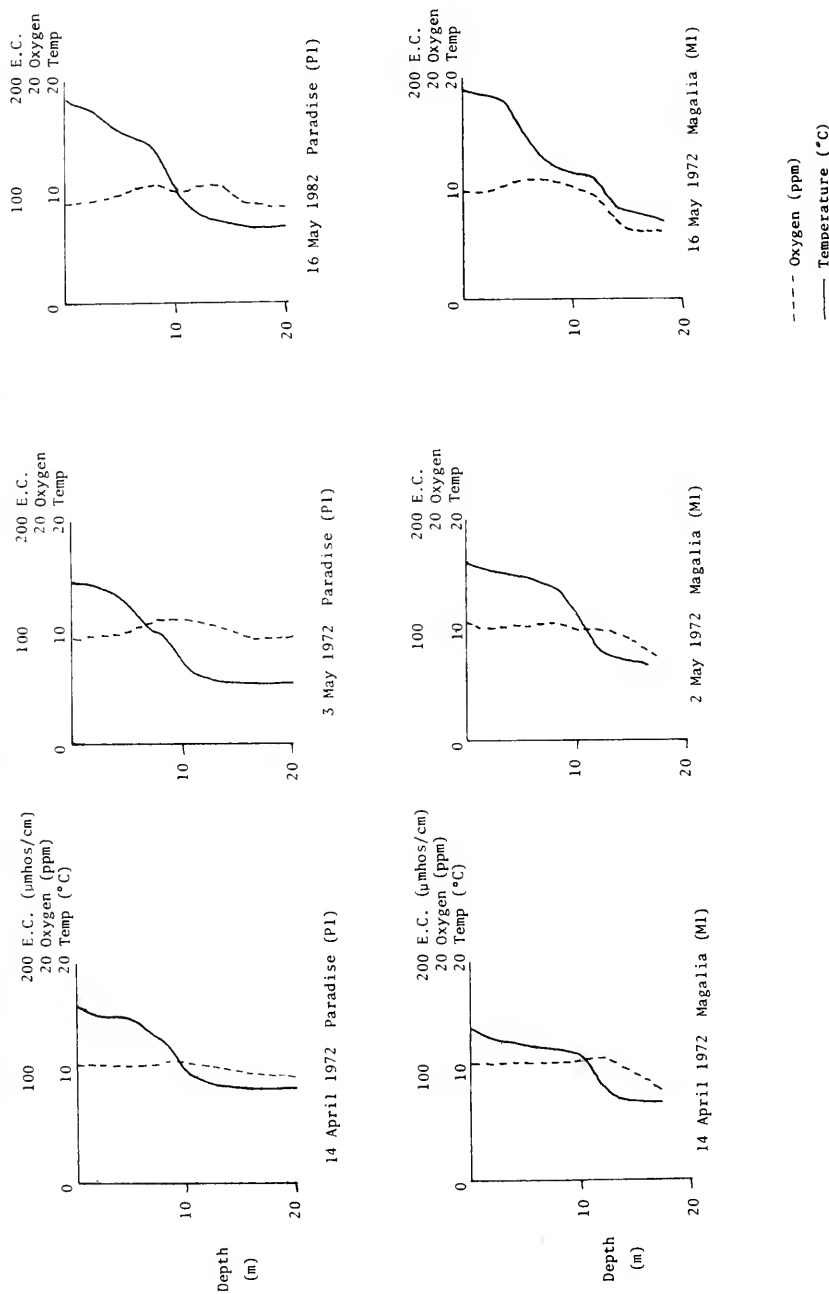 100 200 E.C. (µmhos/cm)
20 Oxygen (ppm)
0 10 20 Temp (°C)
Depth
(m)
10
20
14 April 1972 Paradise (P1)
100 200 E.C.
20 Oxygen
0 10 20 Temp
10
20
3 May 1972 Paradise (P1)
100 200 E.C.
20 Oxygen
0 10 20 Temp
10
20
16 May 1982 Paradise (P1)
100 200 E.C. (µmhos/cm)
20 Oxygen (ppm)
0 10 20 Temp (°C)
Depth
(m)
10
20
14 April 1972 Magalia (M1)
100 200 E.C.
20 Oxygen
0 10 20 Temp
10
20
2 May 1972 Magalia (M1)
100 200 E.C.
20 Oxygen
0 10 20 Temp
10
20
16 May 1972 Magalia (M1)
---- Oxygen (ppm)
—— Temperature (°C)